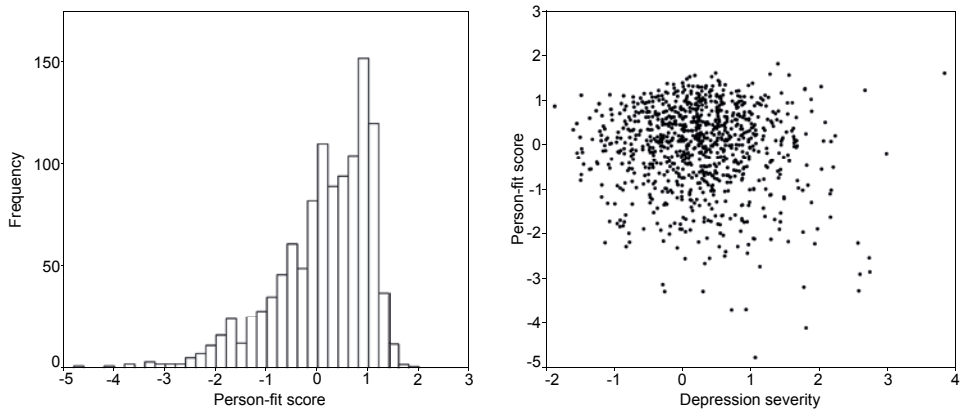 Frequency
150
100
50
0
-5 -4 -3 -2 -1 0 1 2 3
Person-fit score
Person-fit score
3
2
1
0
-1
-2
-3
-4
-5
-2 -1 0 1 2 3 4
Depression severity